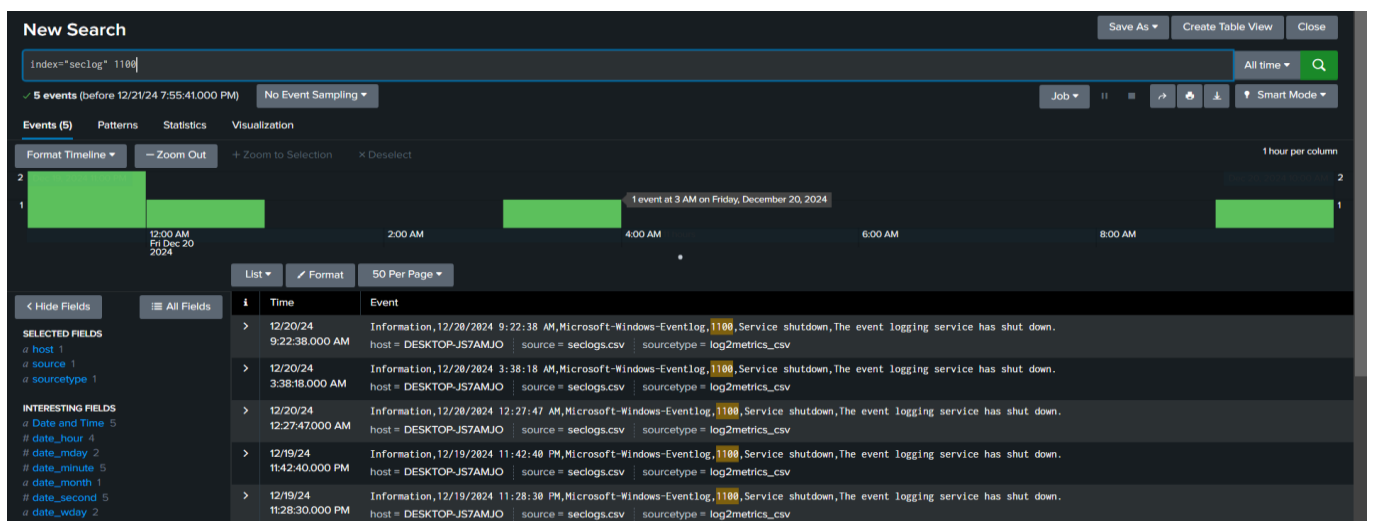 New Search
Save As ▾ Create Table View Close
index="seclog" 1100
All time ▾
✓ 5 events (before 12/21/24 7:55:41.000 PM) No Event Sampling ▾
Job ▾ Smart Mode ▾
Events (5) Patterns Statistics Visualization
Format Timeline ▾ — Zoom Out + Zoom to Selection × Deselect
1 hour per column
2 2
1 1
1 event at 3 AM on Friday, December 20, 2024
12:00 AM 2:00 AM 4:00 AM 6:00 AM 8:00 AM
Fri Dec 20
2024
List ▾ Format 50 Per Page ▾
< Hide Fields All Fields
i Time Event
SELECTED FIELDS
a host 1
a source 1
a sourcetype 1
INTERESTING FIELDS
a Date and Time 5
# date_hour 4
# date_mday 2
# date_minute 5
a date_month 1
# date_second 5
a date_wday 2
> 12/20/24 Information,12/20/2024 9:22:38 AM,Microsoft-Windows-Eventlog,1100,Service shutdown,The event logging service has shut down.
9:22:38.000 AM host = DESKTOP-JS7AMJO source = seclogs.csv sourcetype = log2metrics_csv
> 12/20/24 Information,12/20/2024 3:38:18 AM,Microsoft-Windows-Eventlog,1100,Service shutdown,The event logging service has shut down.
3:38:18.000 AM host = DESKTOP-JS7AMJO source = seclogs.csv sourcetype = log2metrics_csv
> 12/20/24 Information,12/20/2024 12:27:47 AM,Microsoft-Windows-Eventlog,1100,Service shutdown,The event logging service has shut down.
12:27:47.000 AM host = DESKTOP-JS7AMJO source = seclogs.csv sourcetype = log2metrics_csv
> 12/19/24 Information,12/19/2024 11:42:40 PM,Microsoft-Windows-Eventlog,1100,Service shutdown,The event logging service has shut down.
11:42:40.000 PM host = DESKTOP-JS7AMJO source = seclogs.csv sourcetype = log2metrics_csv
> 12/19/24 Information,12/19/2024 11:28:30 PM,Microsoft-Windows-Eventlog,1100,Service shutdown,The event logging service has shut down.
11:28:30.000 PM host = DESKTOP-JS7AMJO source = seclogs.csv sourcetype = log2metrics_csv